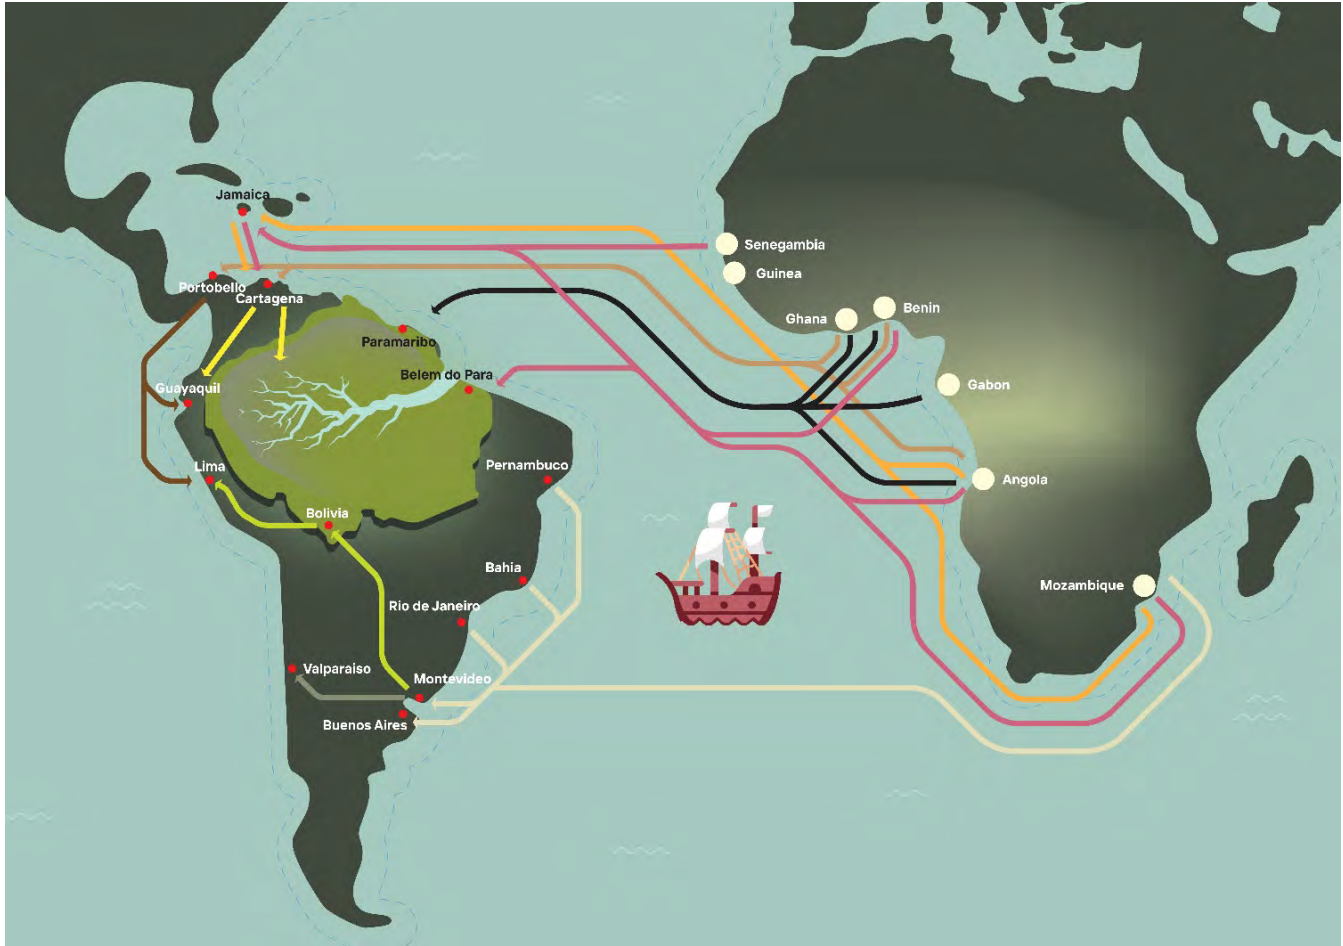 Jamaica
Senegambia
Guinea
Portobello
Cartagena
Benin
Ghana
Paramaribo
Belem do Para
Gabon
Guayaquil
Lima
Pernambuco
Angola
Bolivia
Bahia
Mozambique
Rio de Janeiro
Valparaiso
Montevideo
Buenos Aires